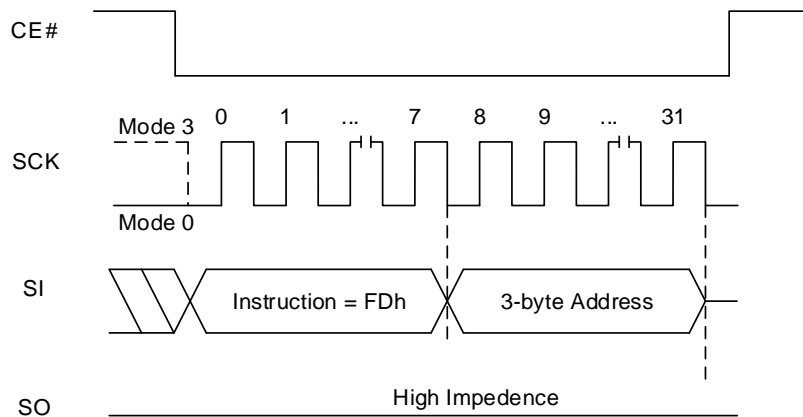 CE#
0 1 ... 7 8 9 ... 31
Mode 3
SCK
Mode 0
SI
Instruction = FDh
3-byte Address
High Impedence
SO